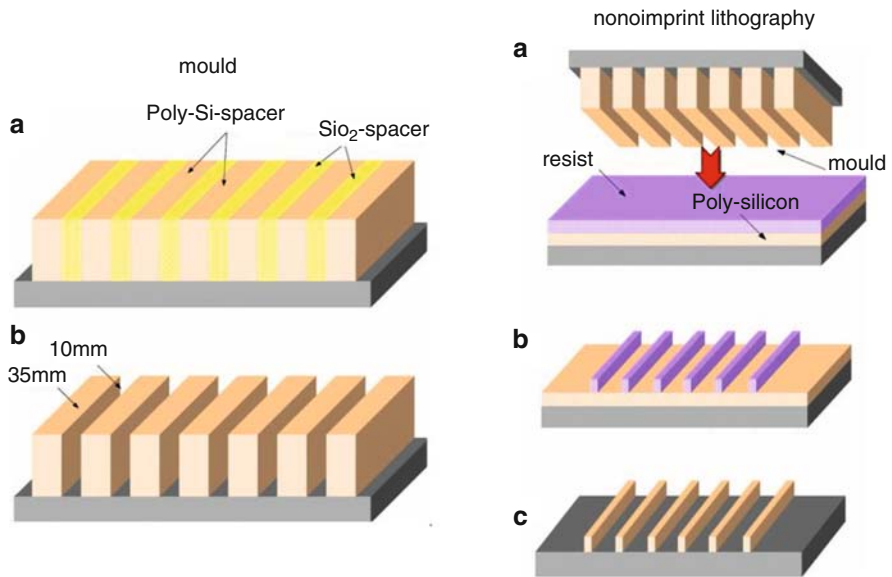 mould
a
Poly-Si-spacer
Sio2-spacer
b
10mm
35mm
nonoimprint lithography
a
resist
mould
Poly-silicon
b
c